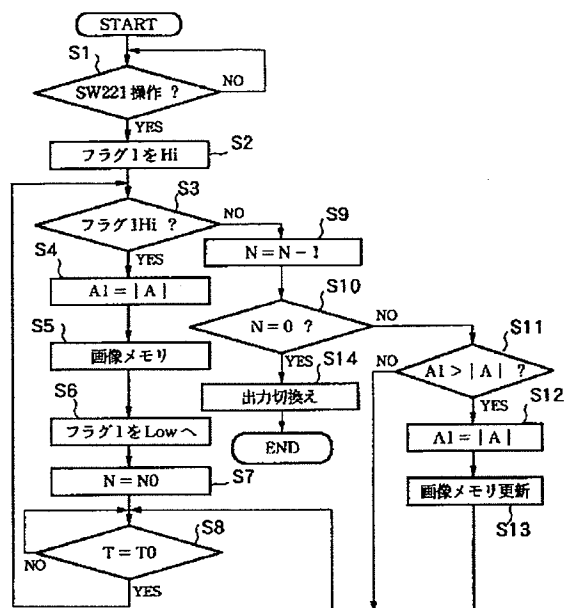 START
S1
SW221操作 ?
NO
YES
S2
フラグ1をHi
S3
フラグ1Hi ?
NO
YES
S4
A1=|A|
S5
画像メモリ
S6
フラグ1をLowへ
N=N0
S7
S8
T=T0
NO
YES
S9
N=N-1
S10
N=0 ?
NO
YES
S14
出力切換え
END
S11
NO
A1>|A| ?
YES
S12
A1=|A|
画像メモリ更新
S13